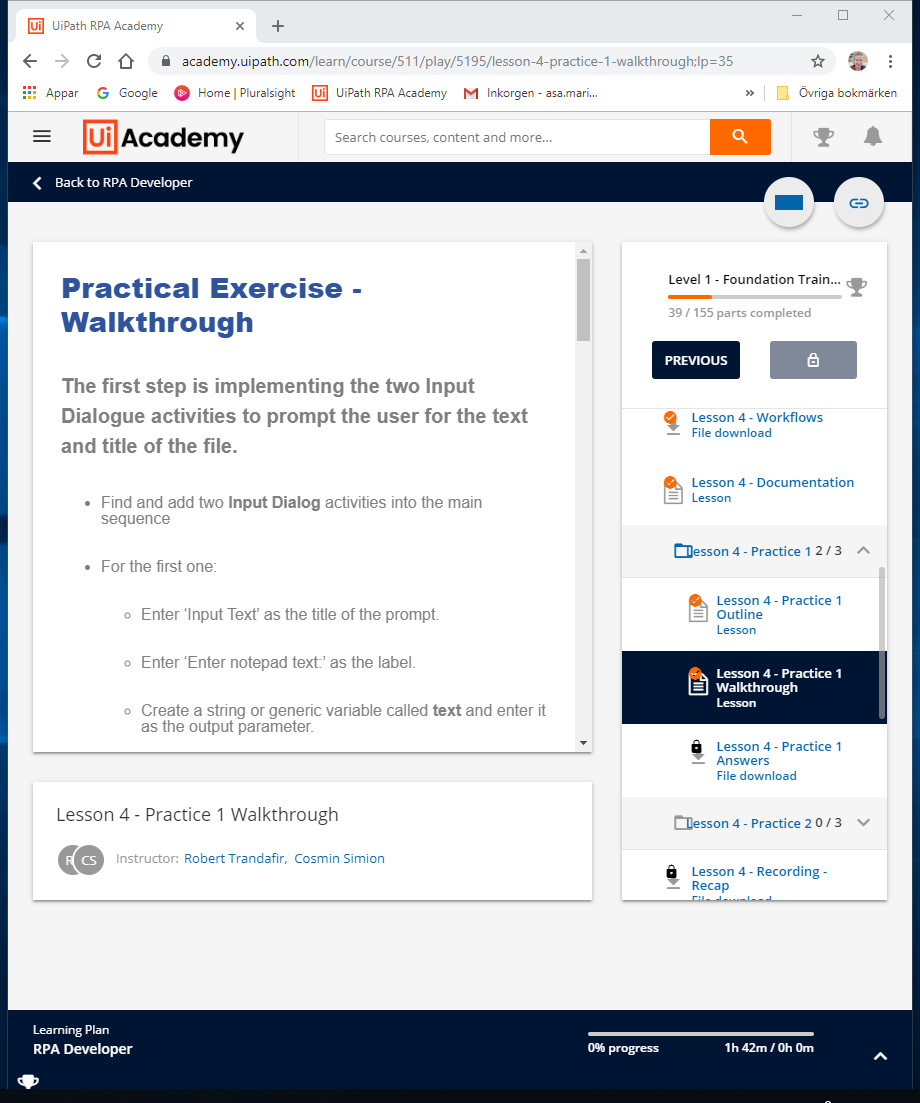 UiPath RPA Academy
academy.uipath.com/learn/course/511/play/5195/lesson-4-practice-1-walkthrough;lp=35
Appar Google Home | Pluralsight UiPath RPA Academy Inkorgen - asa.mari... » Övriga bokmärken
Ui Academy
Search courses, content and more...
Back to RPA Developer
Practical Exercise -
Walkthrough
The first step is implementing the two Input
Dialogue activities to prompt the user for the text
and title of the file.
• Find and add two Input Dialog activities into the main
sequence
• For the first one:
◦ Enter ‘Input Text’ as the title of the prompt.
◦ Enter ‘Enter notepad text:’ as the label.
◦ Create a string or generic variable called text and enter it
as the output parameter.
Lesson 4 - Practice 1 Walkthrough
R CS Instructor: Robert Trandafir, Cosmin Simion
Level 1 - Foundation Train...
39 / 155 parts completed
PREVIOUS
Lesson 4 - Workflows
File download
Lesson 4 - Documentation
Lesson
esson 4 - Practice 1 2 / 3
Lesson 4 - Practice 1
Outline
Lesson
Lesson 4 - Practice 1
Walkthrough
Lesson
Lesson 4 - Practice 1
Answers
File download
esson 4 - Practice 2 0 / 3
Lesson 4 - Recording -
Recap
File download
Learning Plan
RPA Developer
0% progress 1h 42m / 0h 0m